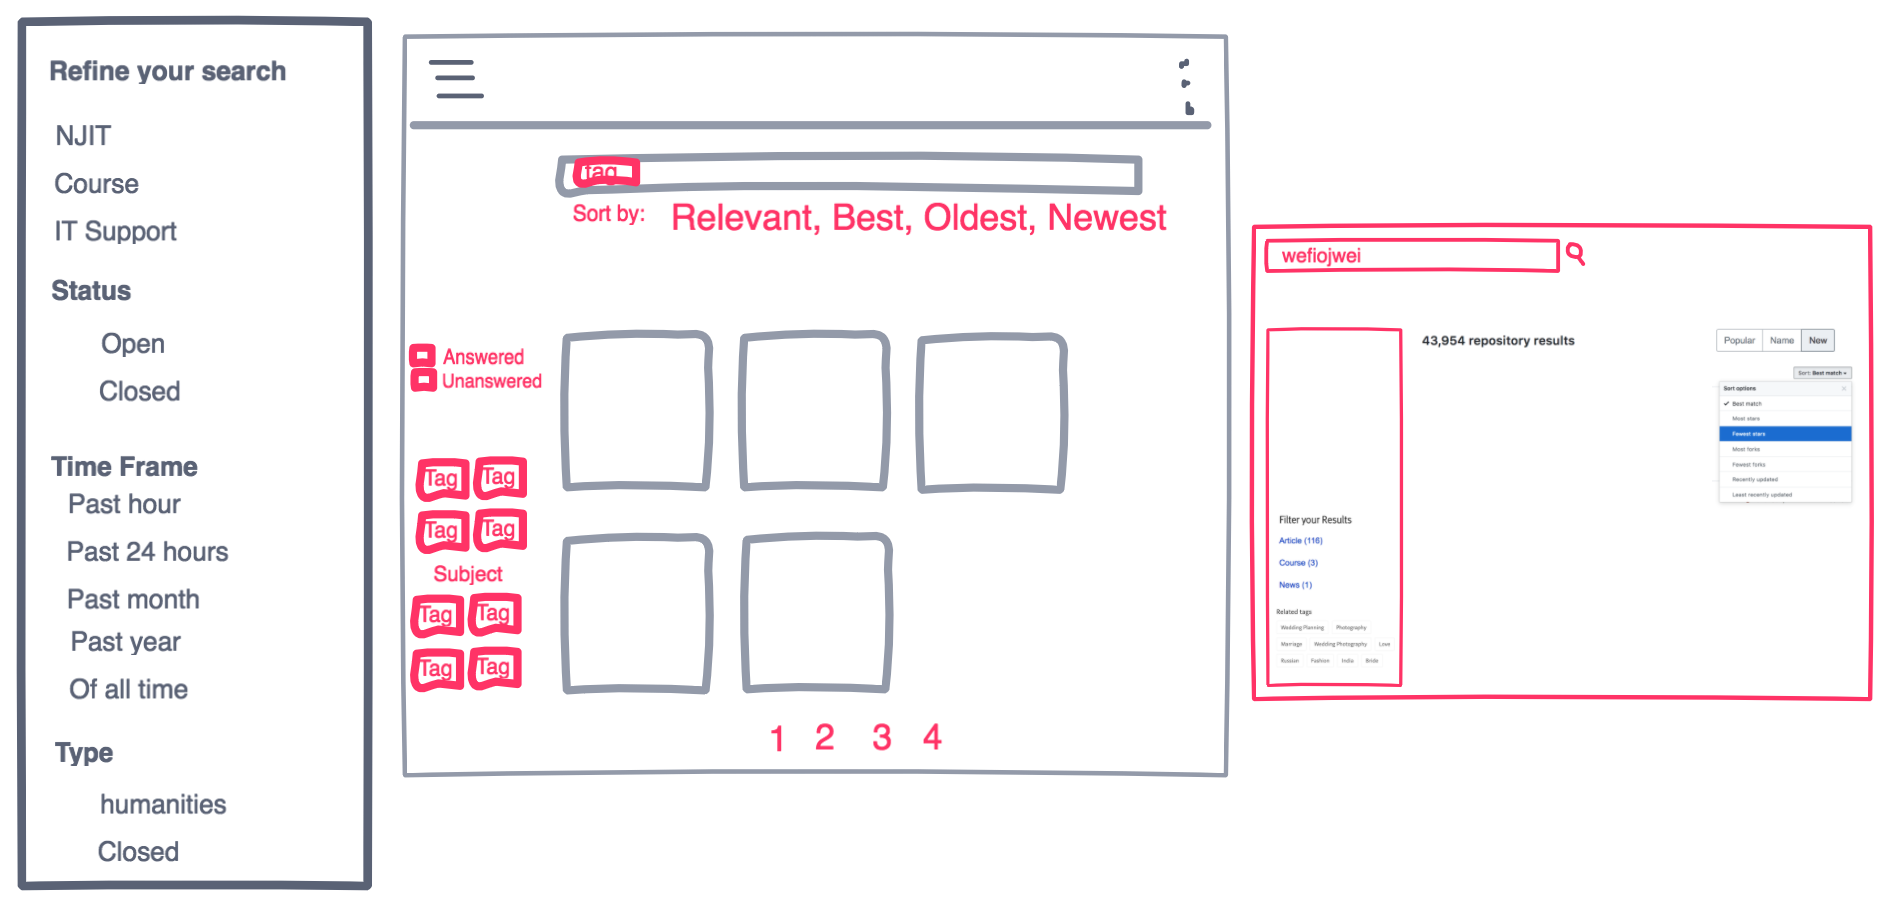 Refine your search
NJIT
Course
IT Support
Status
Open
Closed
Time Frame
Past hour
Past 24 hours
Past month
Past year
Of all time
Type
humanities
Closed
tag
Sort by: Relevant, Best, Oldest, Newest
Answered
Unanswered
Tag Tag
Tag Tag
Subject
Tag Tag
Tag Tag
1 2 3 4
wefiojwei
43,954 repository results
Popular Name New
Sort: Best match
Sort options
Best match
Most stars
Fewest stars
Most forks
Fewest forks
Recently updated
Least recently updated
Filter your Results
Article (116)
Course (3)
News (1)
Related tags
Wedding Planning Photography
Marriage Wedding Photography Love
Russian Fashion India Bride